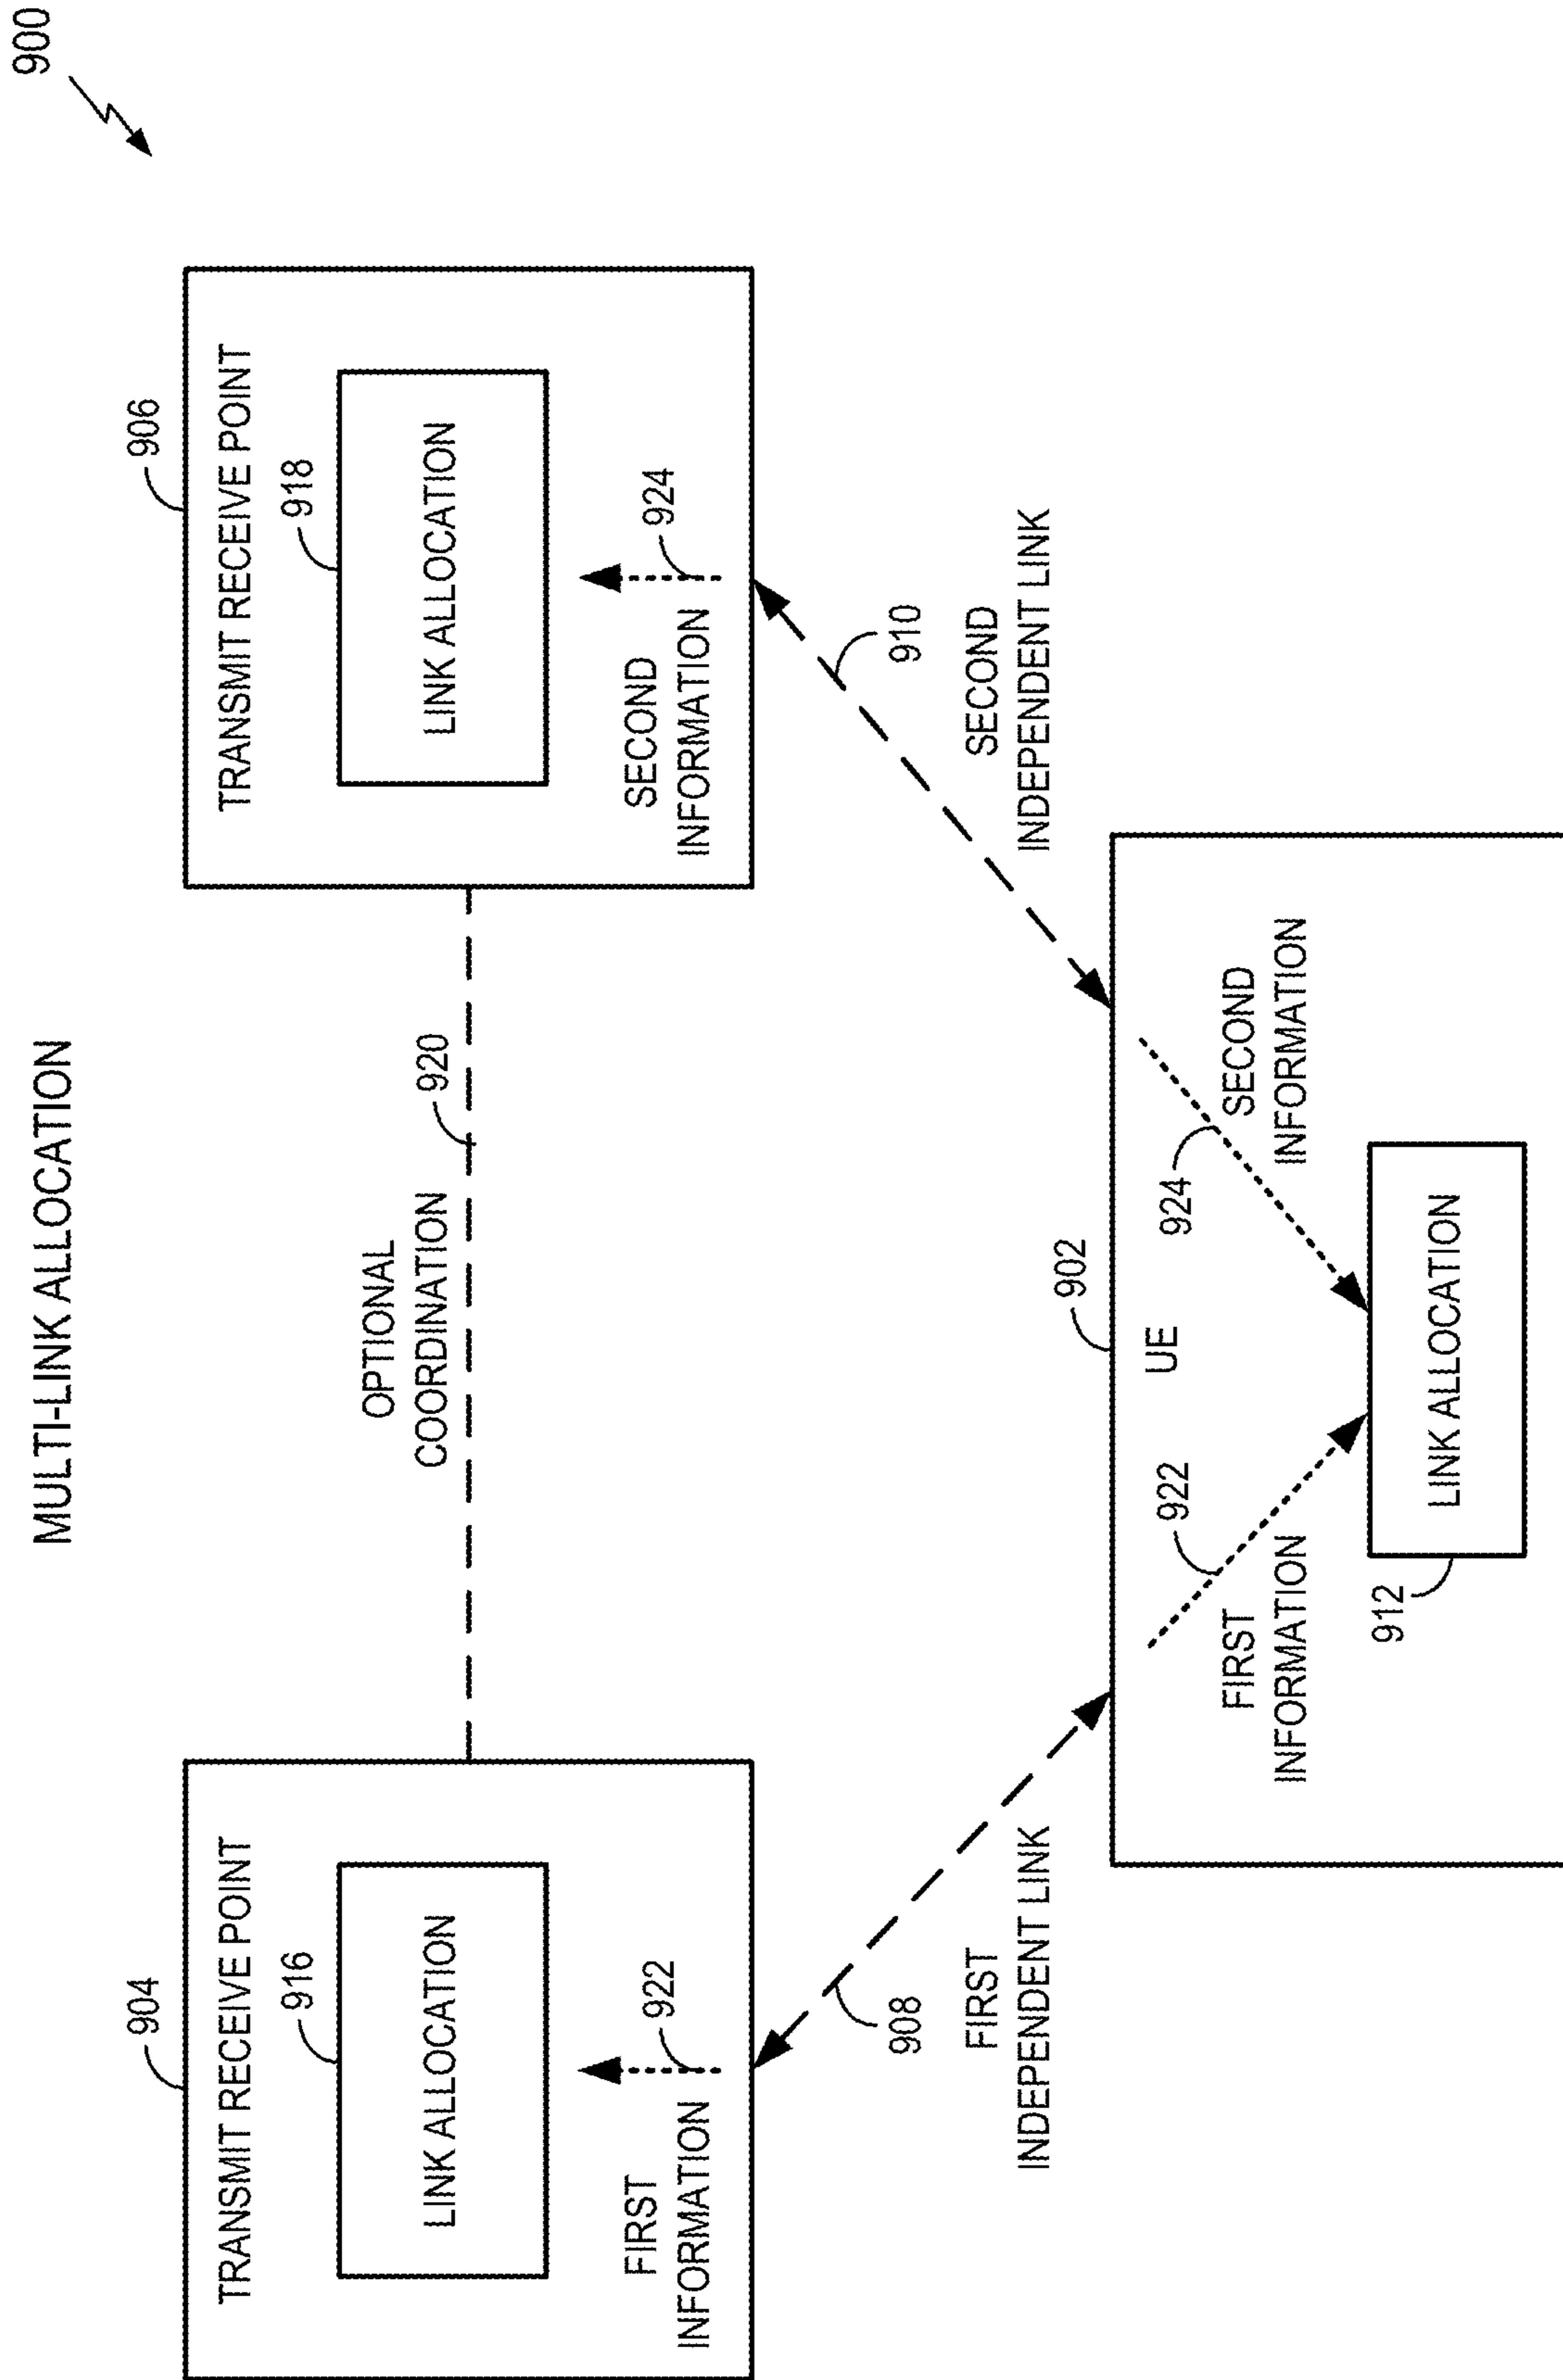 MULTI-LINK ALLOCATION
900
904
TRANSMIT RECEIVE POINT
916
LINK ALLOCATION
FIRST
INFORMATION
922
OPTIONAL
COORDINATION
920
906
TRANSMIT RECEIVE POINT
918
LINK ALLOCATION
SECOND
INFORMATION
924
908
FIRST
INDEPENDENT LINK
910
SECOND
INDEPENDENT LINK
902
UE
922
FIRST
INFORMATION
924
SECOND
INFORMATION
912
LINK ALLOCATION